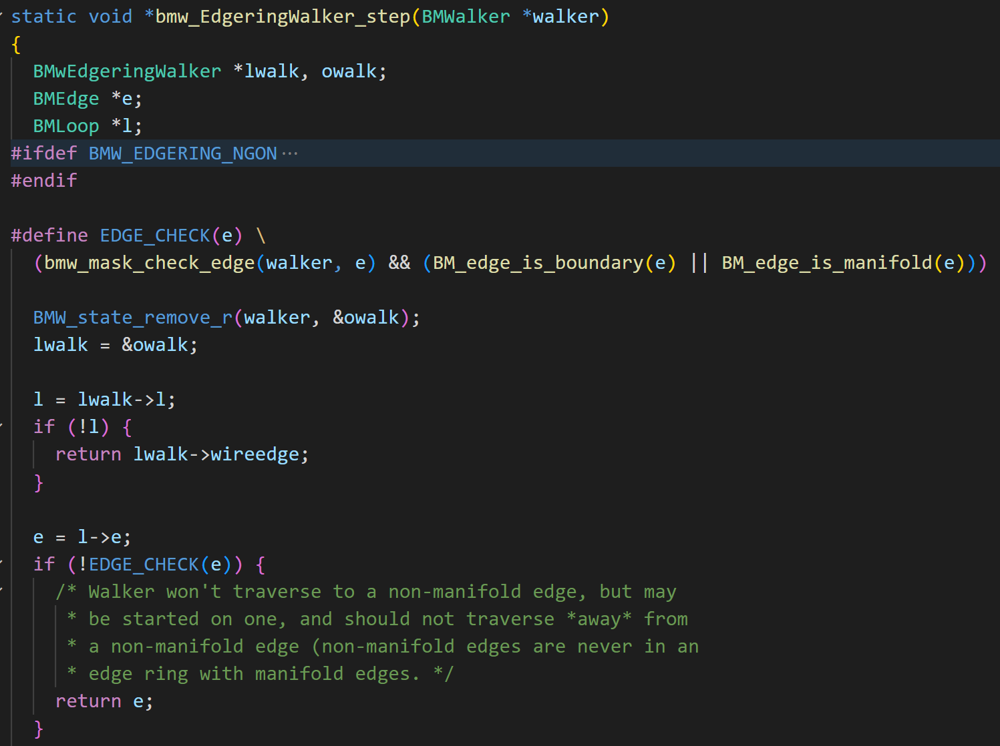 static void *bmw_EdgeringWalker_step(BMWalker *walker)
{
  BMwEdgeringWalker *lwalk, owalk;
  BMEdge *e;
  BMLoop *l;
#ifdef BMW_EDGERING_NGON ···
#endif

#define EDGE_CHECK(e) \
  (bmw_mask_check_edge(walker, e) && (BM_edge_is_boundary(e) || BM_edge_is_manifold(e)))

  BMW_state_remove_r(walker, &owalk);
  lwalk = &owalk;

  l = lwalk->l;
  if (!l) {
    return lwalk->wireedge;
  }

  e = l->e;
  if (!EDGE_CHECK(e)) {
    /* Walker won't traverse to a non-manifold edge, but may
     * be started on one, and should not traverse *away* from
     * a non-manifold edge (non-manifold edges are never in an
     * edge ring with manifold edges. */
    return e;
  }